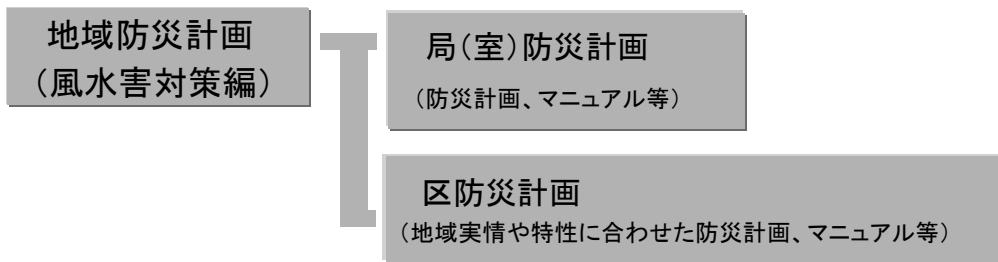 地域防災計画
（風水害対策編）
局（室）防災計画
（防災計画、マニュアル等）
区防災計画
（地域実情や特性に合わせた防災計画、マニュアル等）